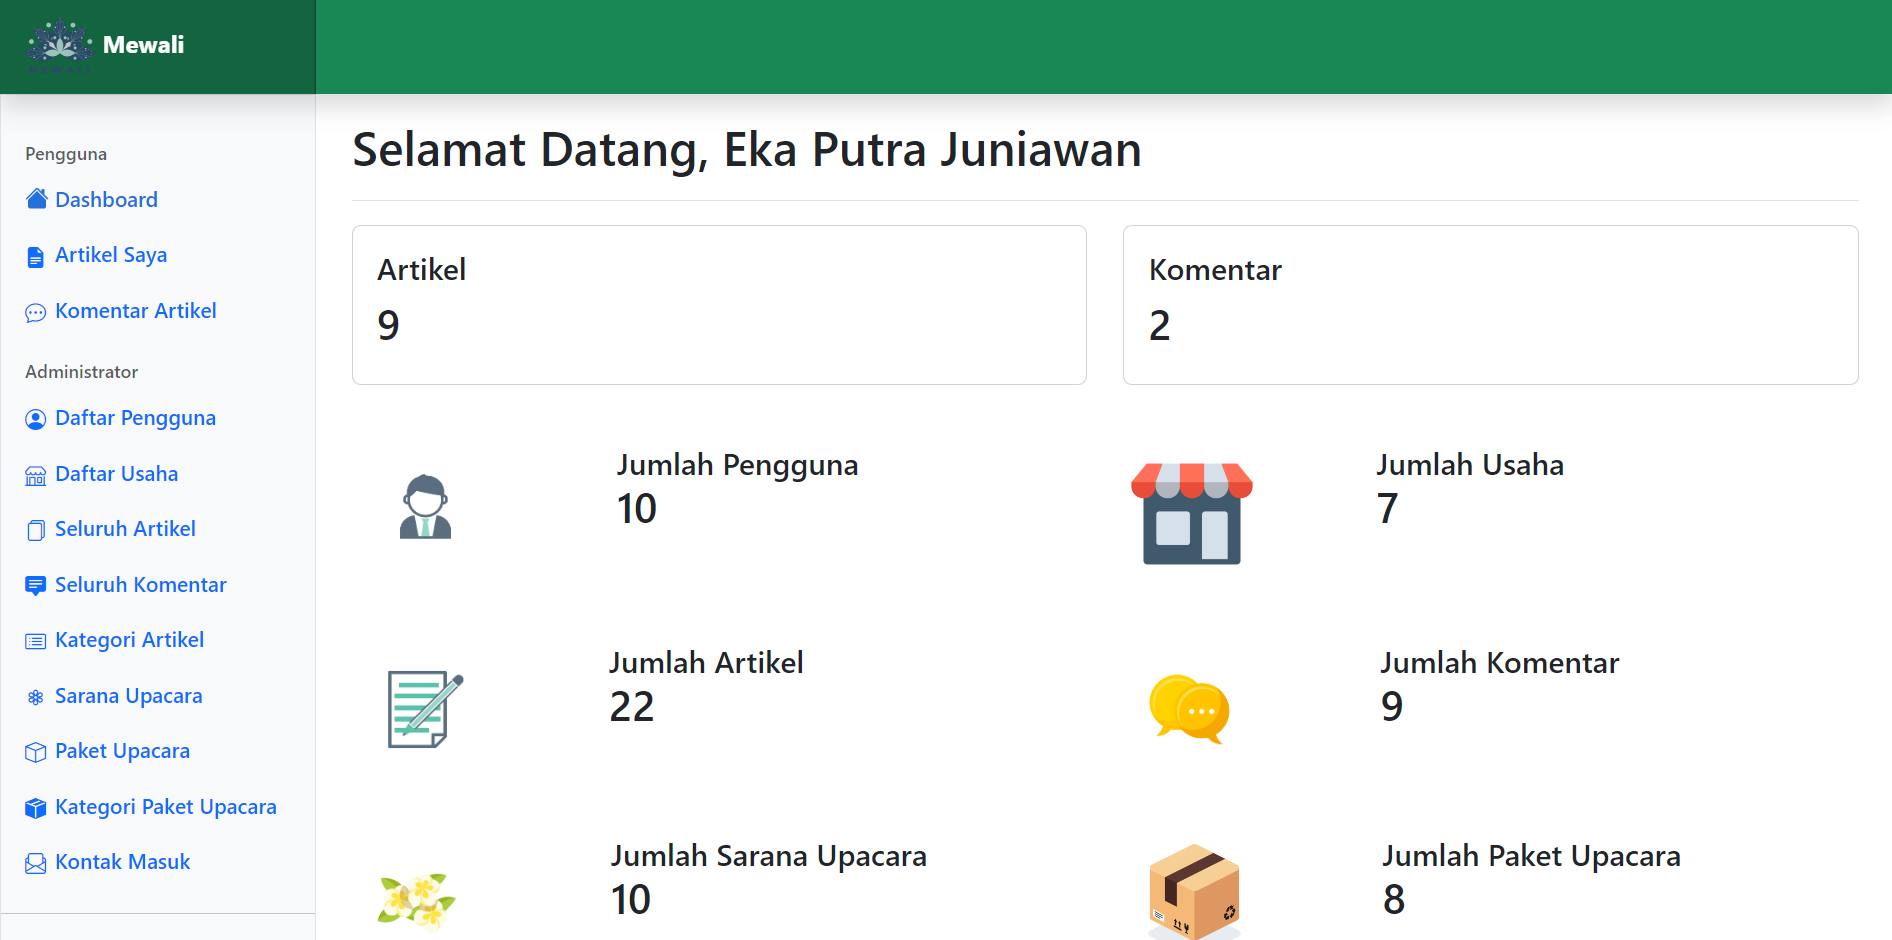 Mewali
MEWALI
Pengguna
Dashboard
Artikel Saya
Komentar Artikel
Administrator
Daftar Pengguna
Daftar Usaha
Seluruh Artikel
Seluruh Komentar
Kategori Artikel
Sarana Upacara
Paket Upacara
Kategori Paket Upacara
Kontak Masuk
Selamat Datang, Eka Putra Juniawan
Artikel
9
Komentar
2
Jumlah Pengguna
10
Jumlah Usaha
7
Jumlah Artikel
22
Jumlah Komentar
9
Jumlah Sarana Upacara
10
Jumlah Paket Upacara
8